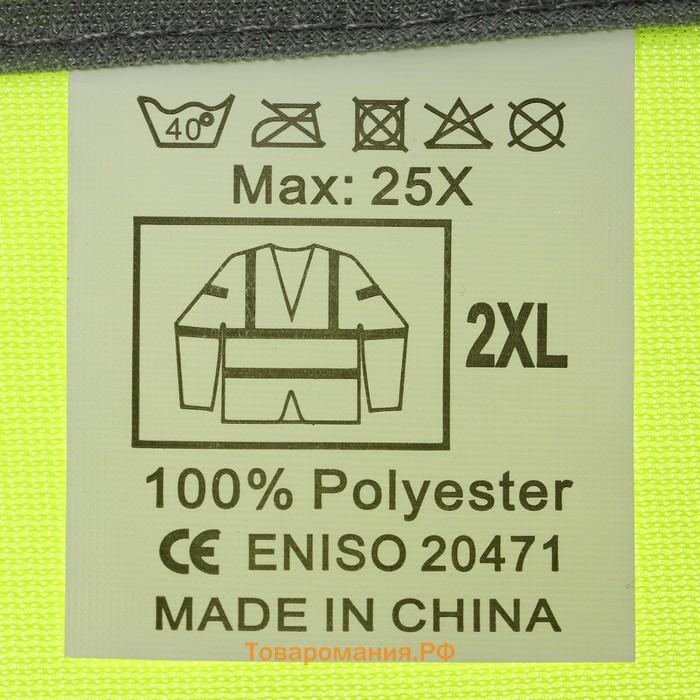 40°
Max: 25X
2XL
100% Polyester
CE ENISO 20471
MADE IN CHINA
Товаромания.РФ